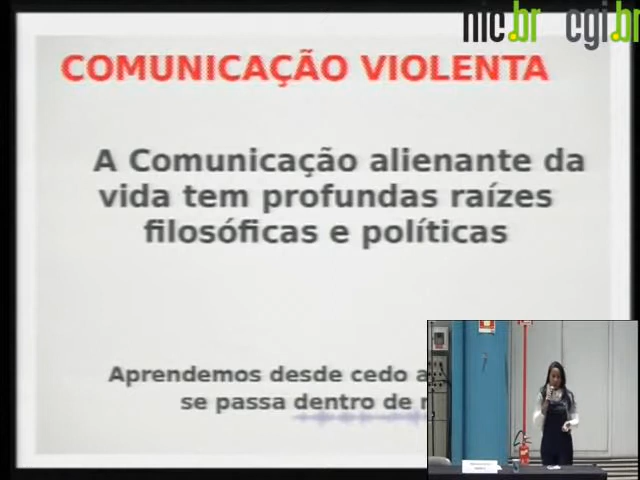 nic.br cgi.br
COMUNICAÇÃO VIOLENTA
A Comunicação alienante da
vida tem profundas raízes
filosóficas e políticas
Aprendemos desde cedo a
se passa dentro de